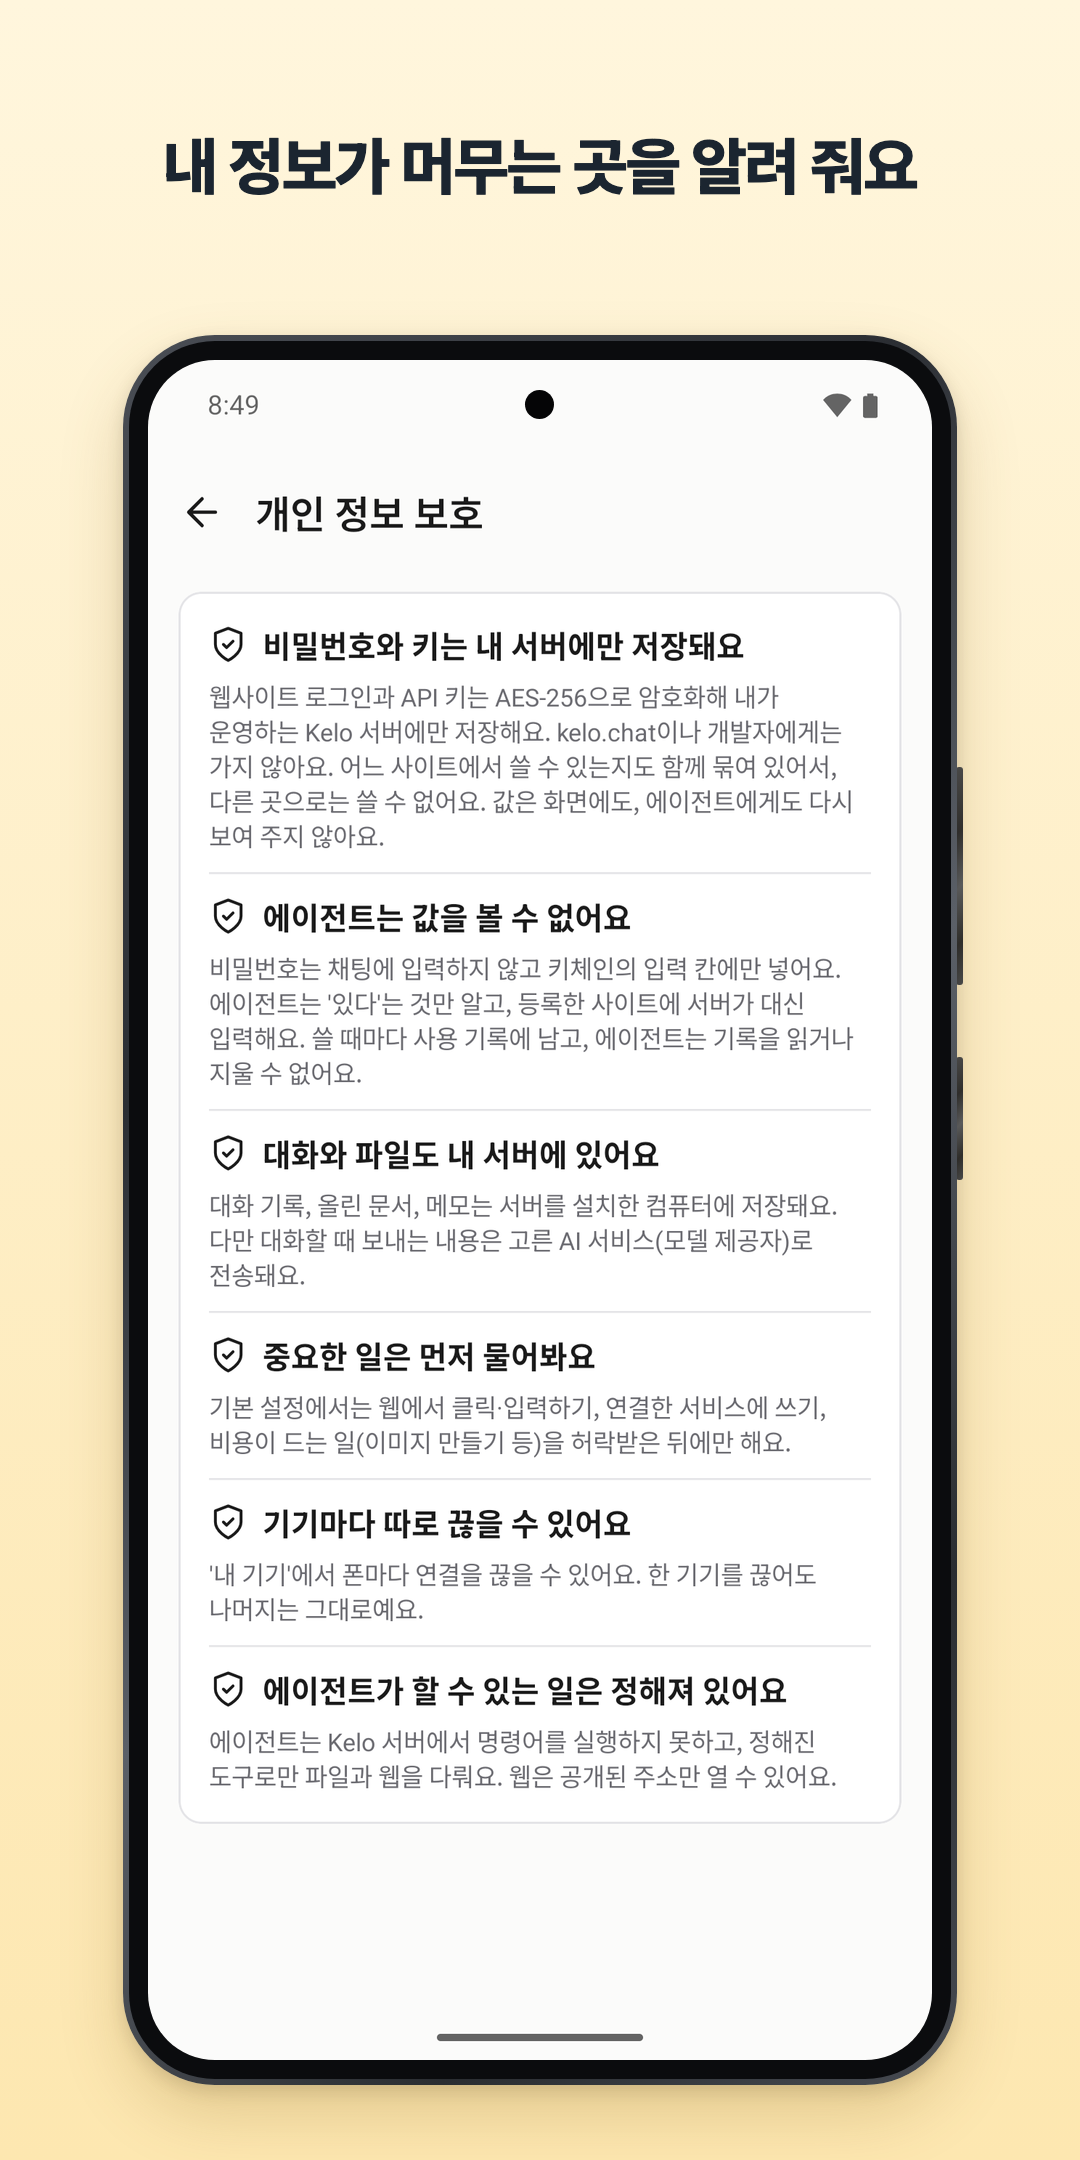 내 정보가 머무는 곳을 알려 줘요
8:49
개인 정보 보호
비밀번호와 키는 내 서버에만 저장돼요
웹사이트 로그인과 API 키는 AES-256으로 암호화해 내가
운영하는 Kelo 서버에만 저장해요. kelo.chat이나 개발자에게는
가지 않아요. 어느 사이트에서 쓸 수 있는지도 함께 묶여 있어서,
다른 곳으로는 쓸 수 없어요. 값은 화면에도, 에이전트에게도 다시
보여 주지 않아요.
에이전트는 값을 볼 수 없어요
비밀번호는 채팅에 입력하지 않고 키체인의 입력 칸에만 넣어요.
에이전트는 '있다'는 것만 알고, 등록한 사이트에 서버가 대신
입력해요. 쓸 때마다 사용 기록에 남고, 에이전트는 기록을 읽거나
지울 수 없어요.
대화와 파일도 내 서버에 있어요
대화 기록, 올린 문서, 메모는 서버를 설치한 컴퓨터에 저장돼요.
다만 대화할 때 보내는 내용은 고른 AI 서비스(모델 제공자)로
전송돼요.
중요한 일은 먼저 물어봐요
기본 설정에서는 웹에서 클릭·입력하기, 연결한 서비스에 쓰기,
비용이 드는 일(이미지 만들기 등)을 허락받은 뒤에만 해요.
기기마다 따로 끊을 수 있어요
'내 기기'에서 폰마다 연결을 끊을 수 있어요. 한 기기를 끊어도
나머지는 그대로예요.
에이전트가 할 수 있는 일은 정해져 있어요
에이전트는 Kelo 서버에서 명령어를 실행하지 못하고, 정해진
도구로만 파일과 웹을 다뤄요. 웹은 공개된 주소만 열 수 있어요.